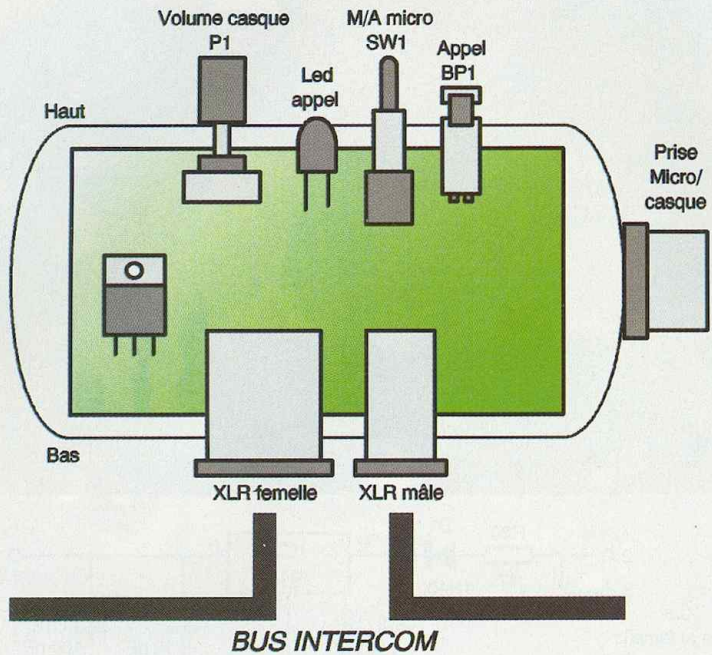 Volume casque
P1
M/A micro
SW1
Appel
BP1
Led
appel
Haut
Prise
Micro/
casque
Bas
XLR femelle
XLR mâle
BUS INTERCOM